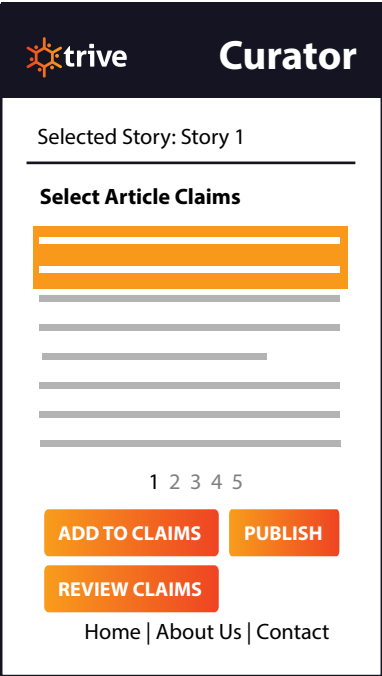 trive Curator
Selected Story: Story 1
Select Article Claims
1 2 3 4 5
ADD TO CLAIMS PUBLISH
REVIEW CLAIMS
Home | About Us | Contact